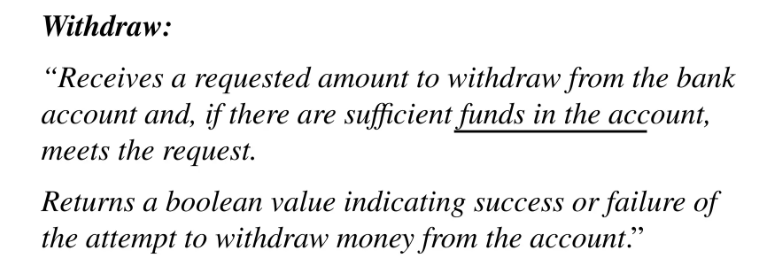 Withdraw:
“Receives a requested amount to withdraw from the bank
account and, if there are sufficient funds in the account,
meets the request.
Returns a boolean value indicating success or failure of
the attempt to withdraw money from the account.”